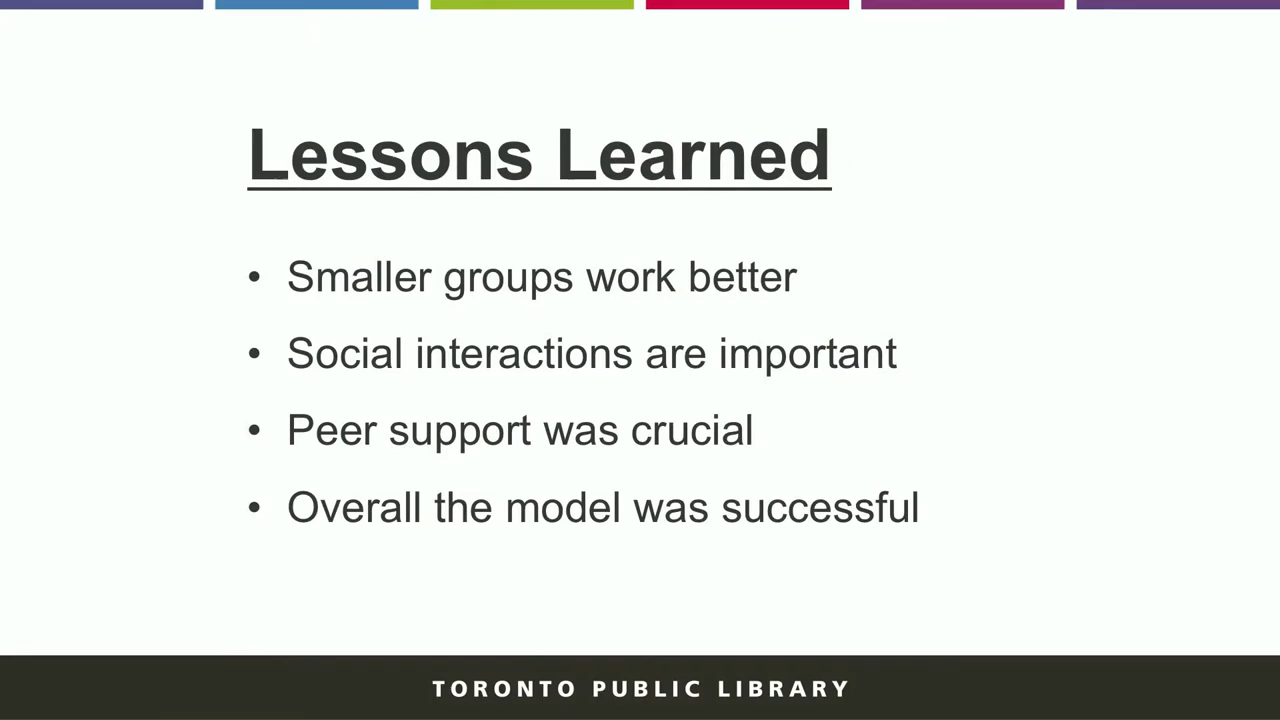 Lessons Learned
• Smaller groups work better
• Social interactions are important
• Peer support was crucial
• Overall the model was successful
TORONTO PUBLIC LIBRARY